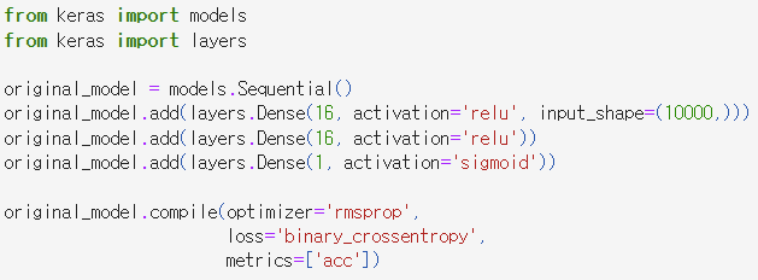 from keras import models
from keras import layers

original_model = models.Sequential()
original_model.add(layers.Dense(16, activation='relu', input_shape=(10000,)))
original_model.add(layers.Dense(16, activation='relu'))
original_model.add(layers.Dense(1, activation='sigmoid'))

original_model.compile(optimizer='rmsprop',
                       loss='binary_crossentropy',
                       metrics=['acc'])